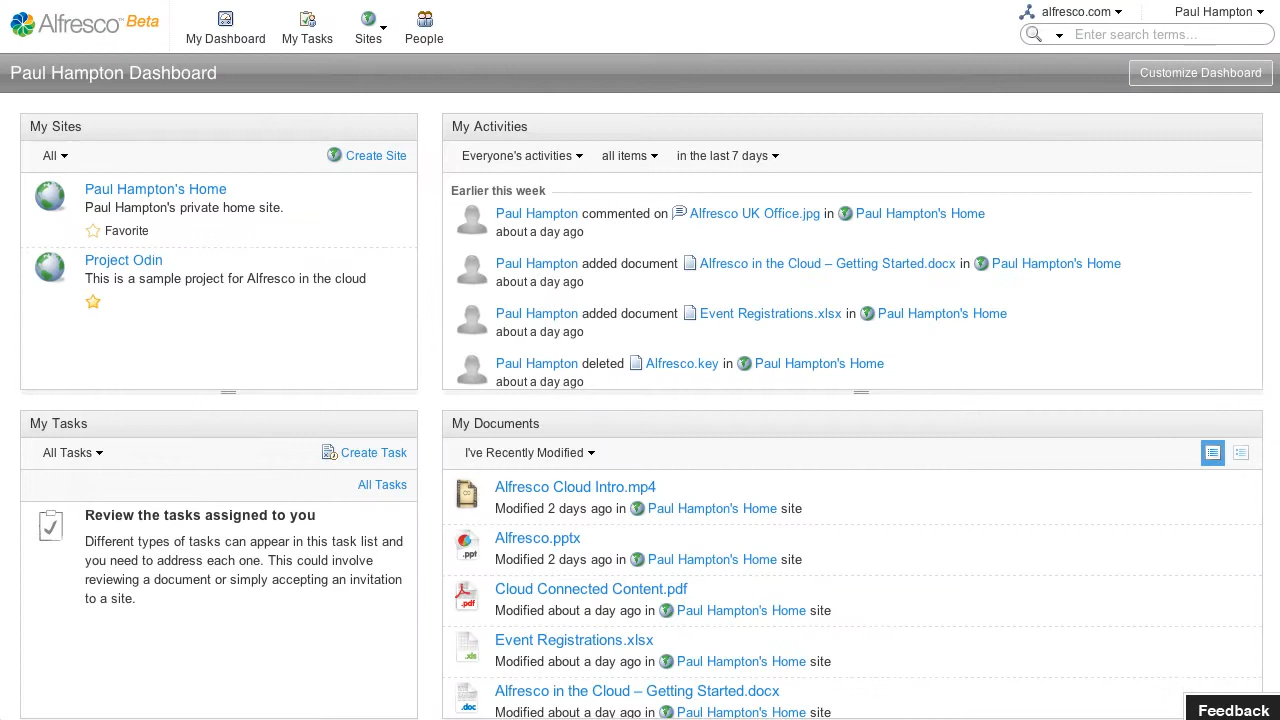 Alfresco™ Beta
My Dashboard
My Tasks
Sites
People
alfresco.com
Paul Hampton
Enter search terms...
Paul Hampton Dashboard
Customize Dashboard
My Sites
All
Create Site
Paul Hampton's Home
Paul Hampton's private home site.
Favorite
Project Odin
This is a sample project for Alfresco in the cloud
My Activities
Everyone's activities
all items
in the last 7 days
Earlier this week
Paul Hampton commented on Alfresco UK Office.jpg in Paul Hampton's Home
about a day ago
Paul Hampton added document Alfresco in the Cloud – Getting Started.docx in Paul Hampton's Home
about a day ago
Paul Hampton added document Event Registrations.xlsx in Paul Hampton's Home
about a day ago
Paul Hampton deleted Alfresco.key in Paul Hampton's Home
about a day ago
My Tasks
All Tasks
Create Task
All Tasks
Review the tasks assigned to you
Different types of tasks can appear in this task list and
you need to address each one. This could involve
reviewing a document or simply accepting an invitation
to a site.
My Documents
I've Recently Modified
Alfresco Cloud Intro.mp4
Modified 2 days ago in Paul Hampton's Home site
.ppt
Alfresco.pptx
Modified 2 days ago in Paul Hampton's Home site
.pdf
Cloud Connected Content.pdf
Modified about a day ago in Paul Hampton's Home site
.xls
Event Registrations.xlsx
Modified about a day ago in Paul Hampton's Home site
.doc
Alfresco in the Cloud – Getting Started.docx
Modified about a day ago in Paul Hampton's Home site
Feedback